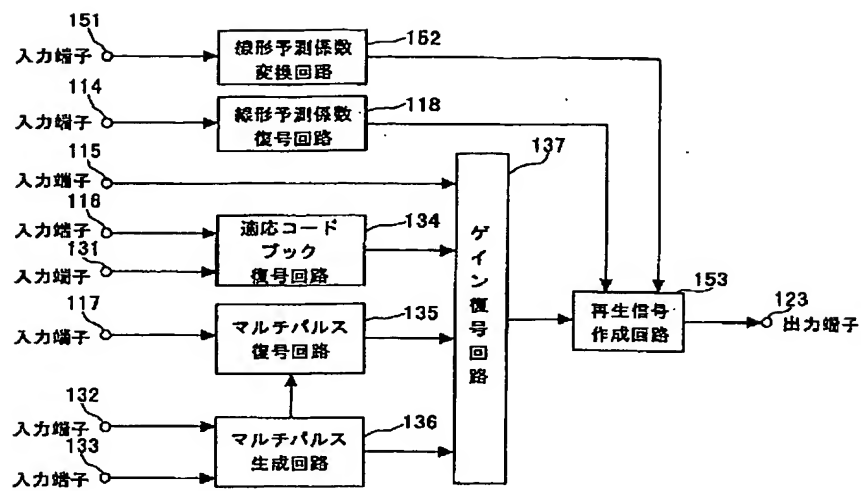 151
入力端子
線形予測係数
変換回路
152
114
入力端子
線形予測係数
復号回路
118
115
入力端子
116
入力端子
131
入力端子
適応コード
ブック
復号回路
134
117
入力端子
マルチパルス
復号回路
135
132
入力端子
133
入力端子
マルチパルス
生成回路
136
137
ゲイン復号回路
153
再生信号
作成回路
123
出力端子